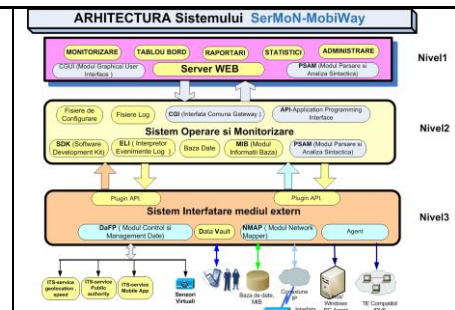 ARHITECTURA Sistemului SerMoN-MobiWay
MONITORIZARE TABLOU BORD RAPORTARI STATISTICI ADMINISTRARE
Nivel1
CGUI (Modul Graphical User Interface )
Server WEB
PSAM (Modul Parsare si Analiza Sintactica)
Fisiere de Configurare
Fisiere Log
CGI (Interfata Comuna Gateway )
API-Application Programming Interface
Nivel2
Sistem Operare si Monitorizare
SDK (Software Development Kit)
ELI ( Interpretor Evenimente Log )
Baza Date
MIB (Modul Informatii Baza)
PSAM (Modul Parsare si Analiza Sintactica)
Plugin API.
Plugin API.
Sistem Interfatare mediul extern
Nivel3
DaFP ( Modul Control si Management Date)
Data Vault
NMAP ( Modul Network Mapper)
Agent
ITS-service geolocation , speed
ITS-service Public authority
ITS-service Mobile App
Senzori Virtuali
Baza de date, MIB
Conexiune IP
Interfata
Windows
TE Compatibil